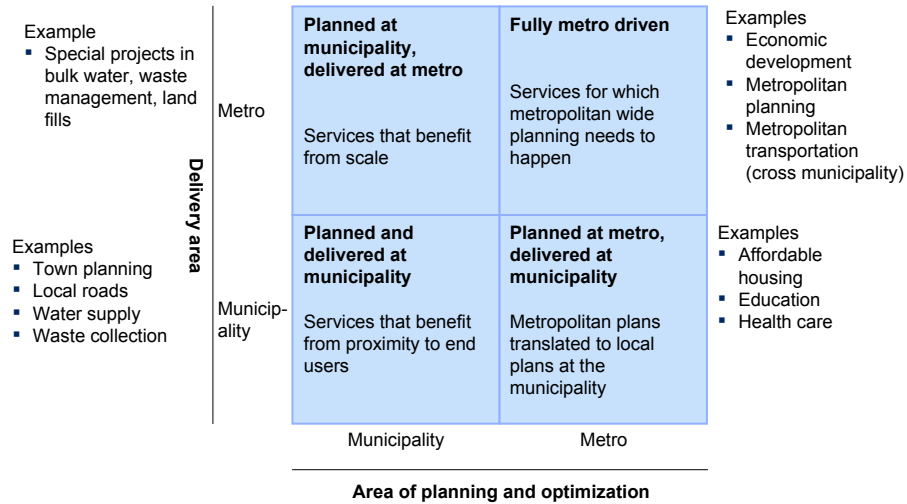 Example
▪ Special projects in
bulk water, waste
management, land
fills
Planned at
municipality,
delivered at metro
Services that benefit
from scale
Fully metro driven
Services for which
metropolitan wide
planning needs to
happen
Examples
▪ Economic
development
▪ Metropolitan
planning
▪ Metropolitan
transportation
(cross municipality)
Metro
Delivery area
Examples
▪ Town planning
▪ Local roads
▪ Water supply
▪ Waste collection
Municip-
ality
Planned and
delivered at
municipality
Services that benefit
from proximity to end
users
Planned at metro,
delivered at
municipality
Metropolitan plans
translated to local
plans at the
municipality
Examples
▪ Affordable
housing
▪ Education
▪ Health care
Municipality
Metro
Area of planning and optimization